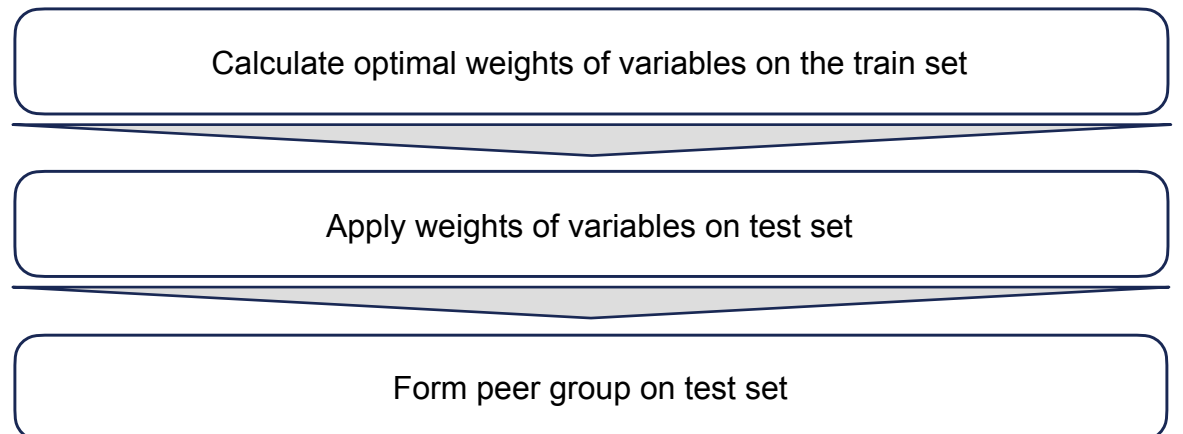 Calculate optimal weights of variables on the train set
Apply weights of variables on test set
Form peer group on test set